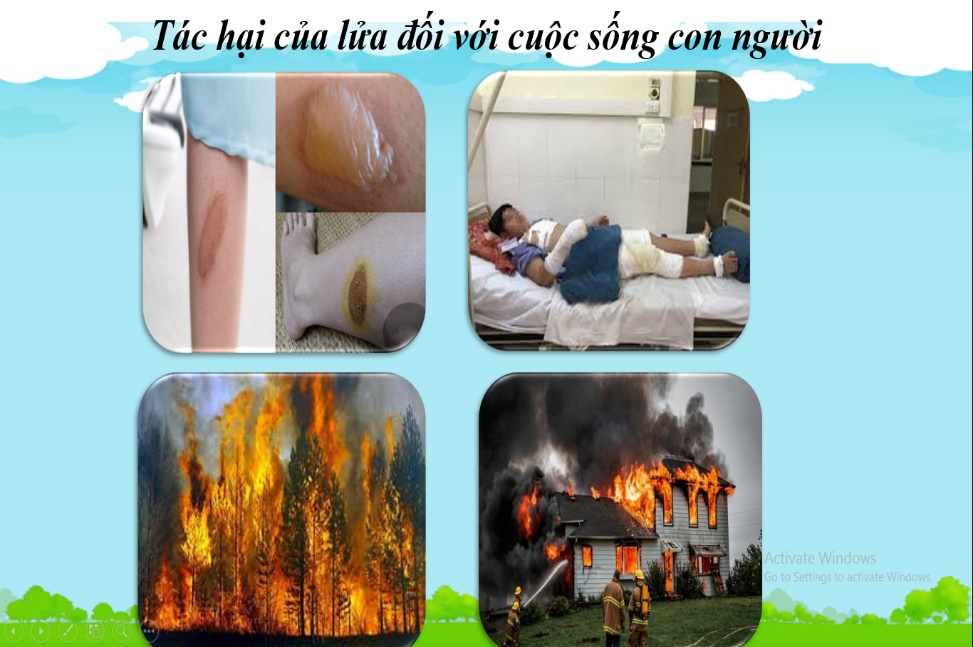 Tác hại của lửa đối với cuộc sống con người
Activate Windows
Go to Settings to activate Windows.